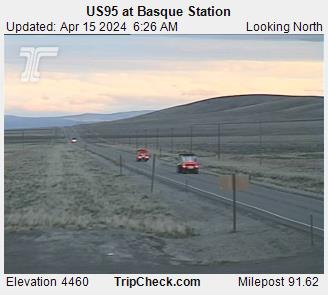 US95 at Basque Station
Updated: Apr 15 2024 6:26 AM Looking North
Elevation 4460 TripCheck.com Milepost 91.62